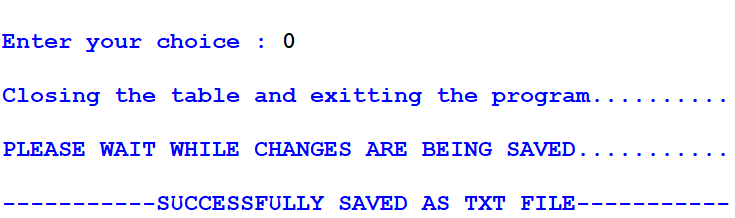 Enter your choice : 0
Closing the table and exitting the program..........
PLEASE WAIT WHILE CHANGES ARE BEING SAVED...........
-----------SUCCESSFULLY SAVED AS TXT FILE-----------